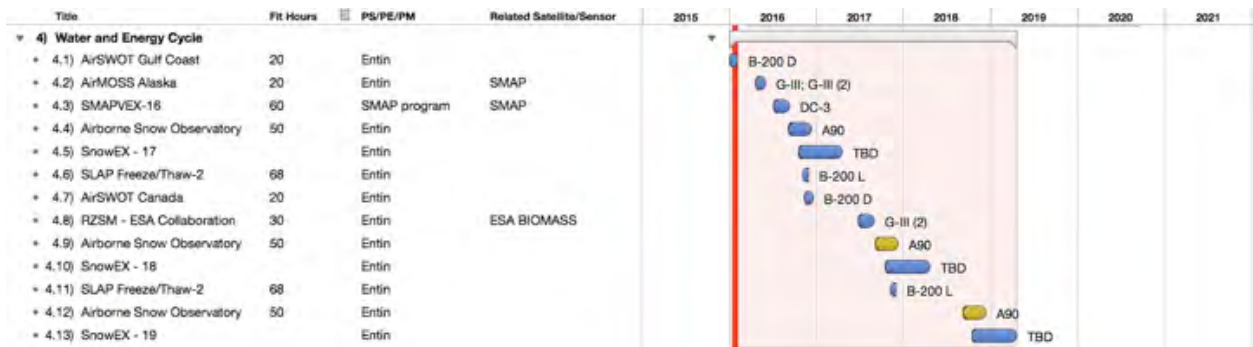 Title Flt Hours PS/PE/PM Related Satellite/Sensor 2015 2016 2017 2018 2019 2020 2021
4) Water and Energy Cycle
4.1) AirSWOT Gulf Coast 20 Entin B-200 D
4.2) AirMOSS Alaska 20 Entin SMAP G-III; G-III (2)
4.3) SMAPVEX-16 60 SMAP program SMAP DC-3
4.4) Airborne Snow Observatory 50 Entin A90
4.5) SnowEX - 17 Entin TBD
4.6) SLAP Freeze/Thaw-2 68 Entin B-200 L
4.7) AirSWOT Canada 20 Entin B-200 D
4.8) RZSM - ESA Collaboration 30 Entin ESA BIOMASS G-III (2)
4.9) Airborne Snow Observatory 50 Entin A90
4.10) SnowEX - 18 Entin TBD
4.11) SLAP Freeze/Thaw-2 68 Entin B-200 L
4.12) Airborne Snow Observatory 50 Entin A90
4.13) SnowEX - 19 Entin TBD